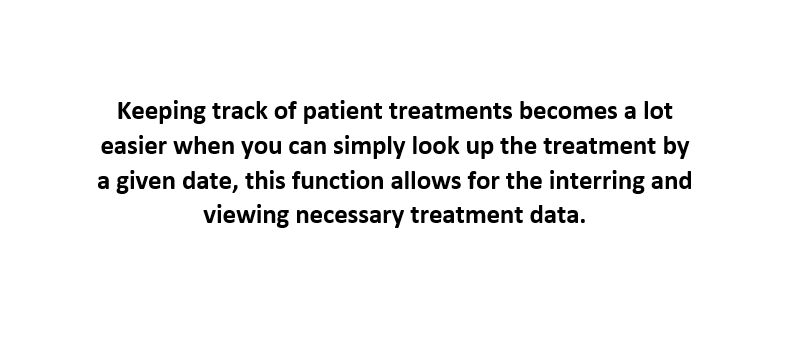 Keeping track of patient treatments becomes a lot
easier when you can simply look up the treatment by
a given date, this function allows for the interring and
viewing necessary treatment data.